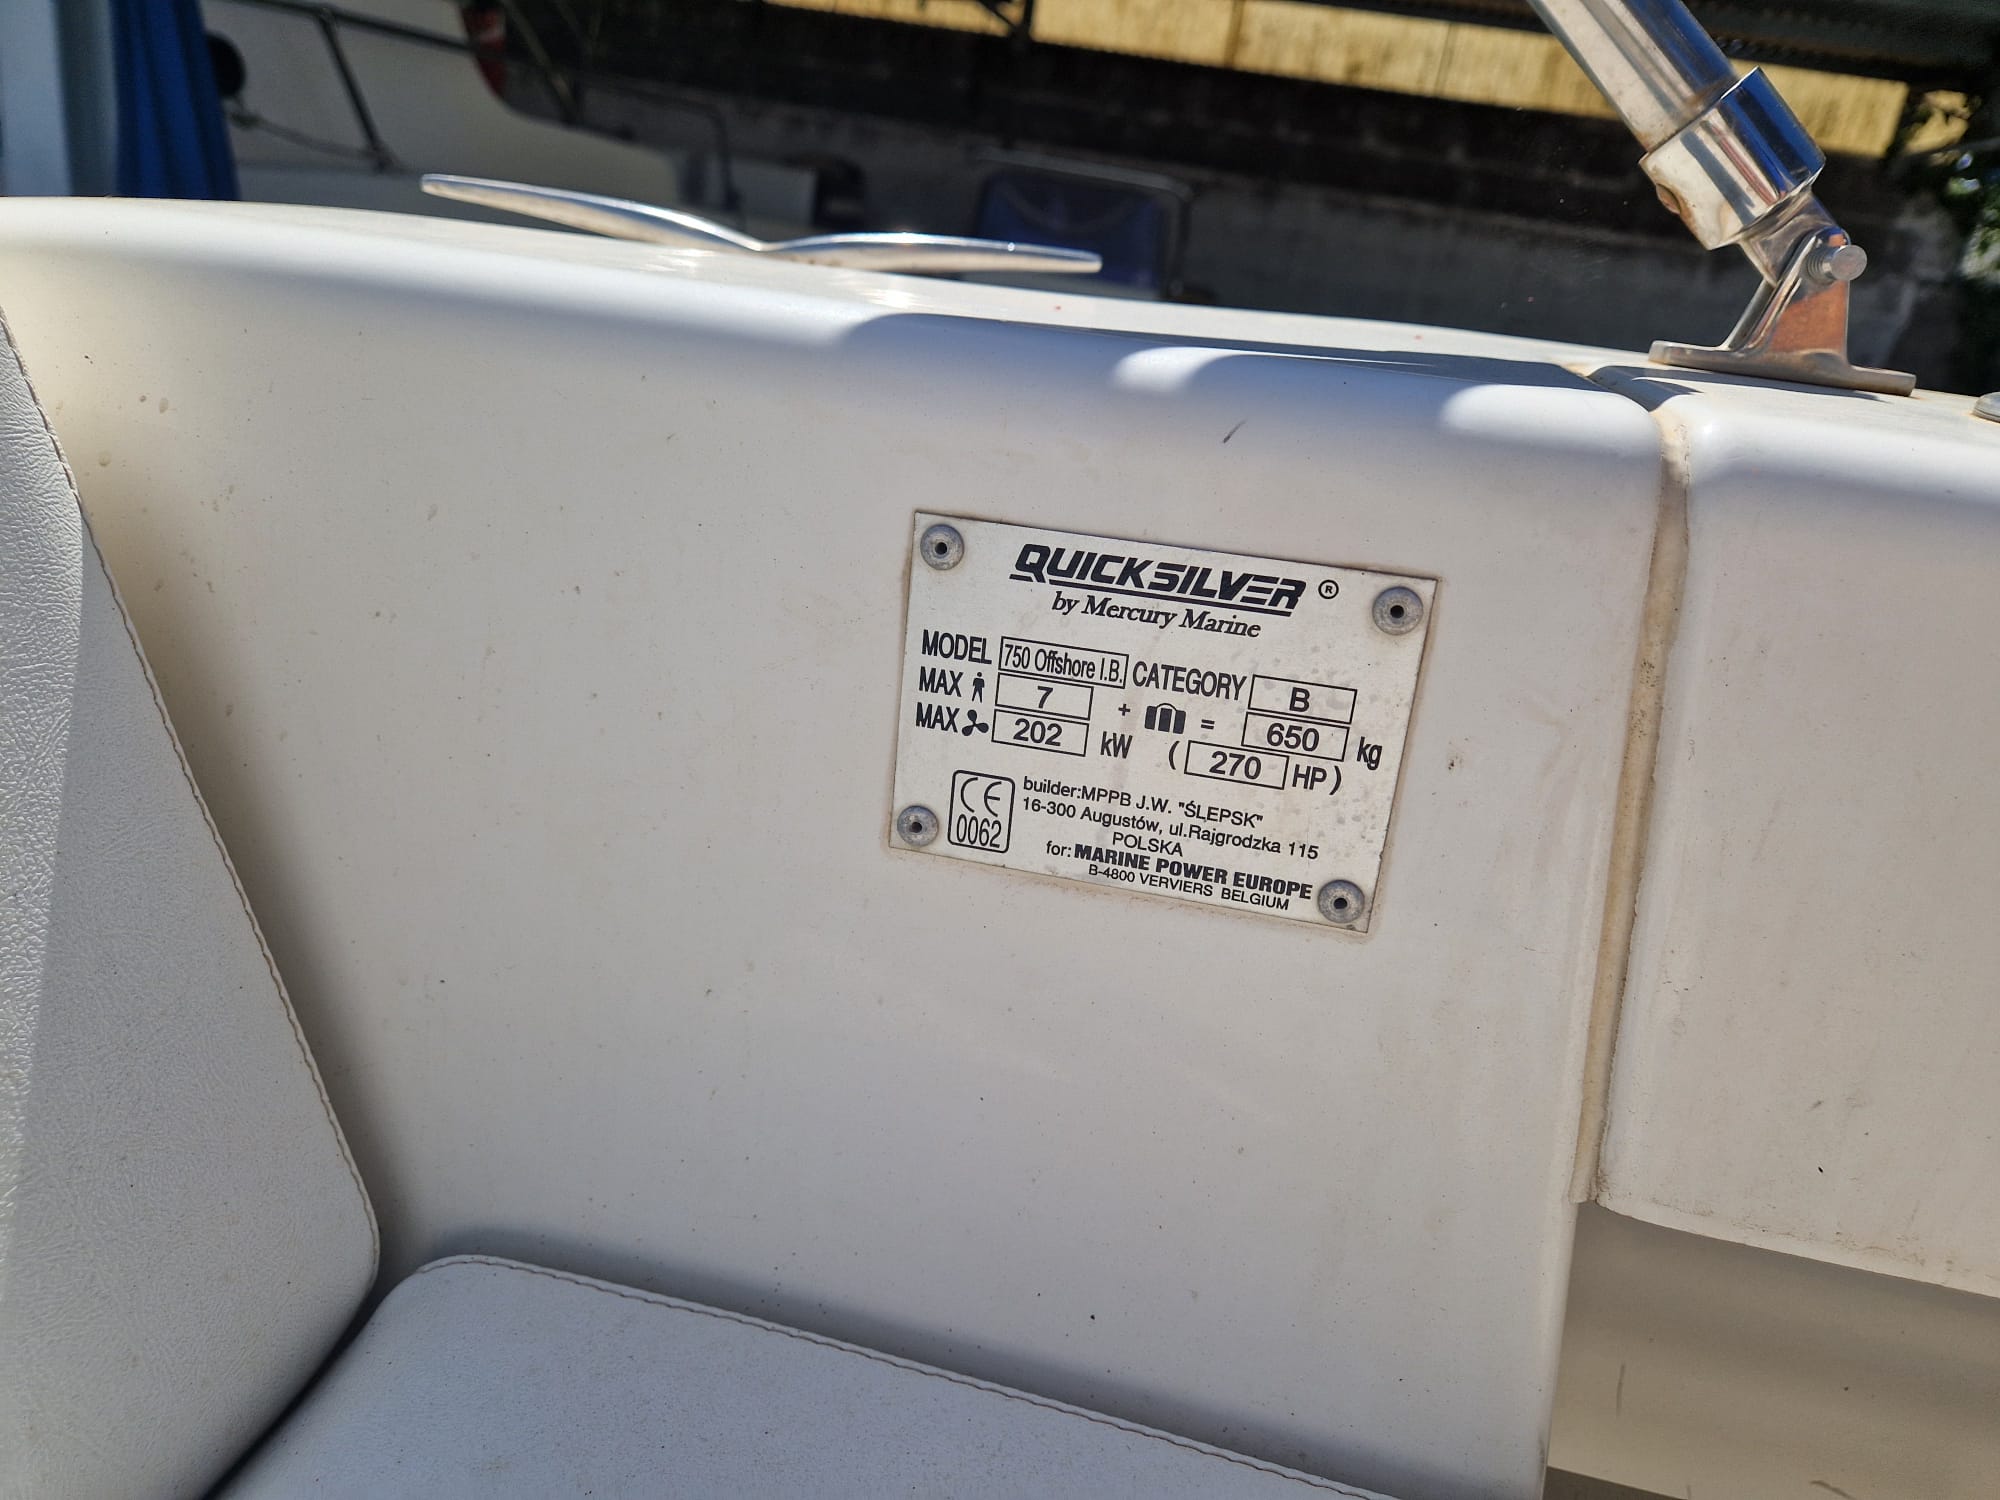 QUICKSILVER ®
by Mercury Marine
MODEL 750 Offshore I.B. CATEGORY B
MAX 7 + = 650 kg
MAX 202 kW ( 270 HP )
CE 0062
builder:MPPB J.W. "ŚLEPSK"
16-300 Augustów, ul.Rajgrodzka 115
POLSKA
for: MARINE POWER EUROPE
B-4800 VERVIERS BELGIUM